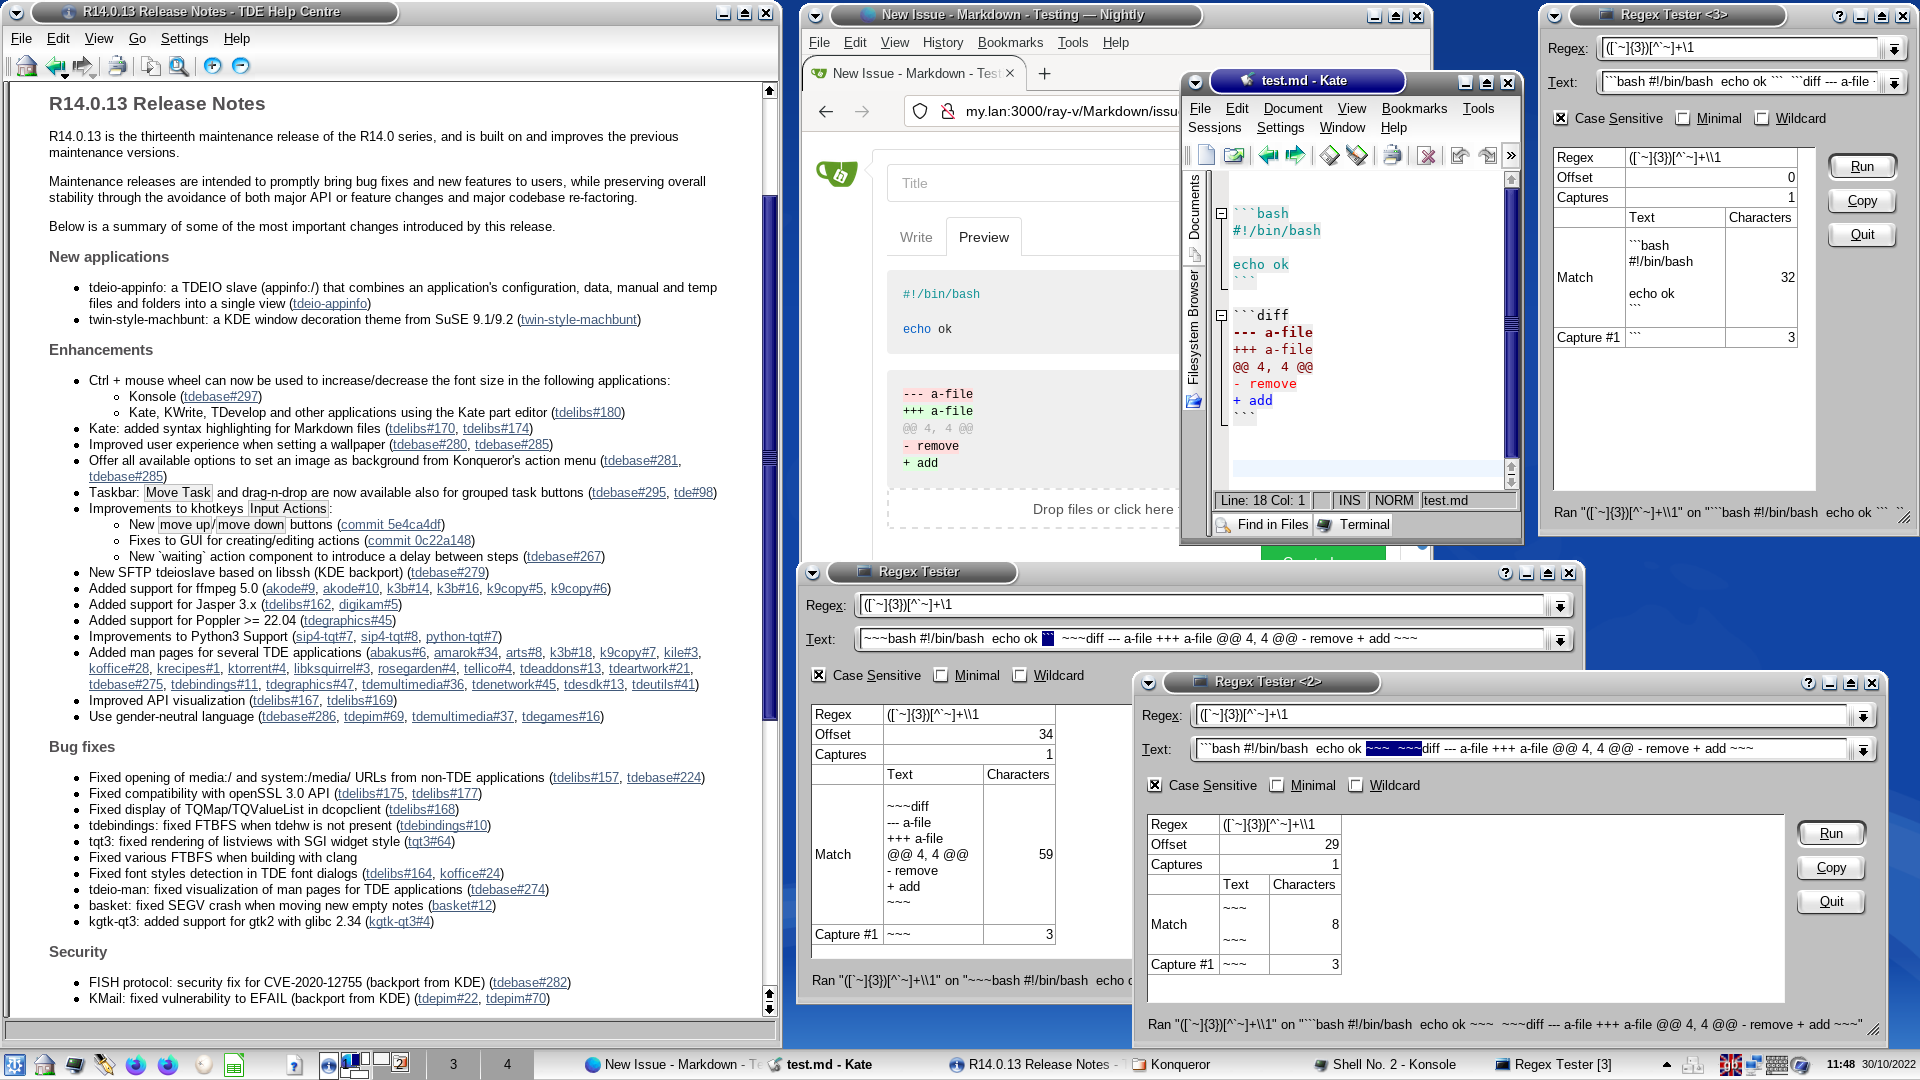 R14.0.13 Release Notes - TDE Help Centre
File Edit View Go Settings Help
R14.0.13 Release Notes
R14.0.13 is the thirteenth maintenance release of the R14.0 series, and is built on and improves the previous
maintenance versions.
Maintenance releases are intended to promptly bring bug fixes and new features to users, while preserving overall
stability through the avoidance of both major API or feature changes and major codebase re-factoring.
Below is a summary of some of the most important changes introduced by this release.
New applications
tdeio-appinfo: a TDEIO slave (appinfo:/) that combines an application's configuration, data, manual and temp
files and folders into a single view (tdeio-appinfo)
twin-style-machbunt: a KDE window decoration theme from SuSE 9.1/9.2 (twin-style-machbunt)
Enhancements
Ctrl + mouse wheel can now be used to increase/decrease the font size in the following applications:
Konsole (tdebase#297)
Kate, KWrite, TDevelop and other applications using the Kate part editor (tdelibs#180)
Kate: added syntax highlighting for Markdown files (tdelibs#170, tdelibs#174)
Improved user experience when setting a wallpaper (tdebase#280, tdebase#285)
Offer all available options to set an image as background from Konqueror's action menu (tdebase#281,
tdebase#285)
Taskbar: Move Task and drag-n-drop are now available also for grouped task buttons (tdebase#295, tde#98)
Improvements to khotkeys Input Actions:
New move up/move down buttons (commit 5e4ca4df)
Fixes to GUI for creating/editing actions (commit 0c22a148)
New `waiting` action component to introduce a delay between steps (tdebase#267)
New SFTP tdeioslave based on libssh (KDE backport) (tdebase#279)
Added support for ffmpeg 5.0 (akode#9, akode#10, k3b#14, k3b#16, k9copy#5, k9copy#6)
Added support for Jasper 3.x (tdelibs#162, digikam#5)
Added support for Poppler >= 22.04 (tdegraphics#45)
Improvements to Python3 Support (sip4-tqt#7, sip4-tqt#8, python-tqt#7)
Added man pages for several TDE applications (abakus#6, amarok#34, arts#8, k3b#18, k9copy#7, kile#3,
koffice#28, krecipes#1, ktorrent#4, libksquirrel#3, rosegarden#4, tellico#4, tdeaddons#13, tdeartwork#21,
tdebase#275, tdebindings#11, tdegraphics#47, tdemultimedia#36, tdenetwork#45, tdesdk#13, tdeutils#41)
Improved API visualization (tdelibs#167, tdelibs#169)
Use gender-neutral language (tdebase#286, tdepim#69, tdemultimedia#37, tdegames#16)
Bug fixes
Fixed opening of media:/ and system:/media/ URLs from non-TDE applications (tdelibs#157, tdebase#224)
Fixed compatibility with openSSL 3.0 API (tdelibs#175, tdelibs#177)
Fixed display of TQMap/TQValueList in dcopclient (tdelibs#168)
tdebindings: fixed FTBFS when tdehw is not present (tdebindings#10)
tqt3: fixed rendering of listviews with SGI widget style (tqt3#64)
Fixed various FTBFS when building with clang
Fixed font styles detection in TDE font dialogs (tdelibs#164, koffice#24)
tdeio-man: fixed visualization of man pages for TDE applications (tdebase#274)
basket: fixed SEGV crash when moving new empty notes (basket#12)
kgtk-qt3: added support for gtk2 with glibc 2.34 (kgtk-qt3#4)
Security
FISH protocol: security fix for CVE-2020-12755 (backport from KDE) (tdebase#282)
KMail: fixed vulnerability to EFAIL (backport from KDE) (tdepim#22, tdepim#70)
New Issue - Markdown - Testing — Nightly
File Edit View History Bookmarks Tools Help
New Issue - Markdown - Test
my.lan:3000/ray-v/Markdown/issu
Title
Write Preview
#!/bin/bash
echo ok
--- a-file
+++ a-file
@@ 4, 4 @@
- remove
+ add
Drop files or click here
test.md - Kate
File Edit Document View Bookmarks Tools
Sessions Settings Window Help
Documents
Filesystem Browser
```bash
#!/bin/bash
echo ok
```
```diff
--- a-file
+++ a-file
@@ 4, 4 @@
- remove
+ add
```
Line: 18 Col: 1 INS NORM test.md
Find in Files Terminal
Regex Tester <3>
Regex: ([`~]{3})[^`~]+\1
Text: ```bash #!/bin/bash  echo ok ```  ```diff --- a-file
Case Sensitive Minimal Wildcard
Regex ([`~]{3})[^`~]+\\1
Offset 0
Captures 1
Text Characters
Match
```bash
#!/bin/bash
echo ok
```
32
Capture #1 ``` 3
Run
Copy
Quit
Ran "([`~]{3})[^`~]+\\1" on "```bash #!/bin/bash  echo ok ```  ``
Regex Tester
Regex: ([`~]{3})[^`~]+\1
Text: ~~~bash #!/bin/bash  echo ok ```  ~~~diff --- a-file +++ a-file @@ 4, 4 @@ - remove + add ~~~
Case Sensitive Minimal Wildcard
Regex ([`~]{3})[^`~]+\\1
Offset 34
Captures 1
Text Characters
Match
~~~diff
--- a-file
+++ a-file
@@ 4, 4 @@
- remove
+ add
~~~
59
Capture #1 ~~~ 3
Ran "([`~]{3})[^`~]+\\1" on "~~~bash #!/bin/bash  echo
Regex Tester <2>
Regex: ([`~]{3})[^`~]+\1
Text: ```bash #!/bin/bash  echo ok ~~~  ~~~diff --- a-file +++ a-file @@ 4, 4 @@ - remove + add ~~~
Case Sensitive Minimal Wildcard
Regex ([`~]{3})[^`~]+\\1
Offset 29
Captures 1
Text Characters
Match
~~~
~~~
8
Capture #1 ~~~ 3
Run
Copy
Quit
Ran "([`~]{3})[^`~]+\\1" on "```bash #!/bin/bash  echo ok ~~~  ~~~diff --- a-file +++ a-file @@ 4, 4 @@ - remove + add ~~~"
1 2 3 4
New Issue - Markdown - Te test.md - Kate R14.0.13 Release Notes - Konqueror Shell No. 2 - Konsole Regex Tester [3]
11:48 30/10/2022